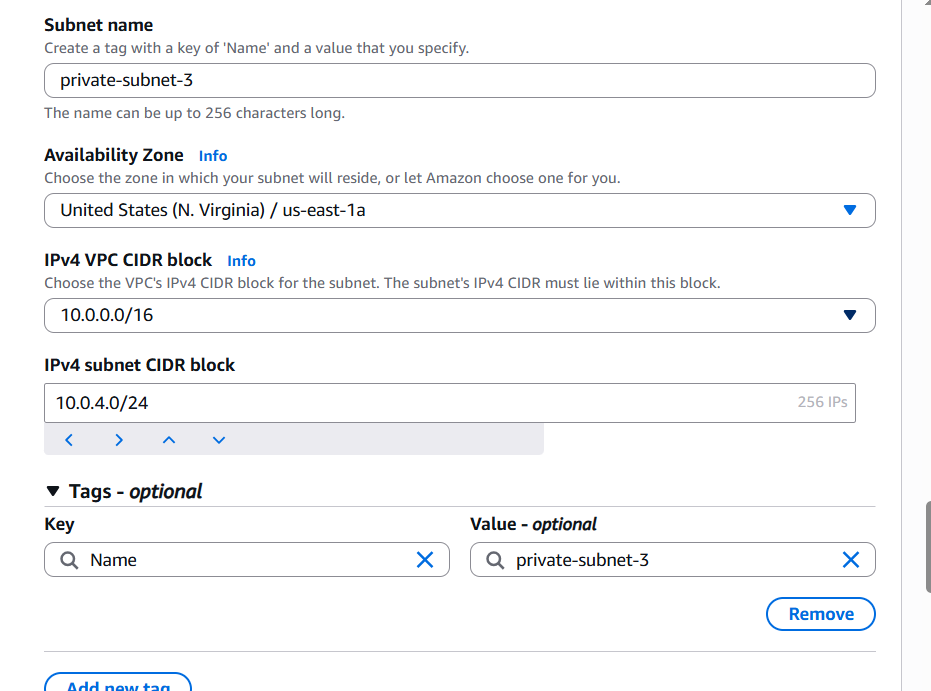 Subnet name
Create a tag with a key of 'Name' and a value that you specify.
private-subnet-3
The name can be up to 256 characters long.
Availability Zone Info
Choose the zone in which your subnet will reside, or let Amazon choose one for you.
United States (N. Virginia) / us-east-1a
IPv4 VPC CIDR block Info
Choose the VPC's IPv4 CIDR block for the subnet. The subnet's IPv4 CIDR must lie within this block.
10.0.0.0/16
IPv4 subnet CIDR block
10.0.4.0/24 256 IPs
Tags - optional
Key Value - optional
Name private-subnet-3
Remove
Add new tag